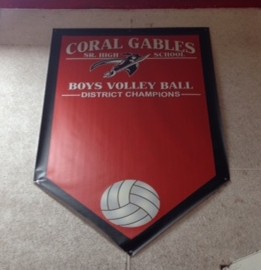 CORAL GABLES
SR. HIGH SCHOOL
BOYS VOLLEY BALL
DISTRICT CHAMPIONS